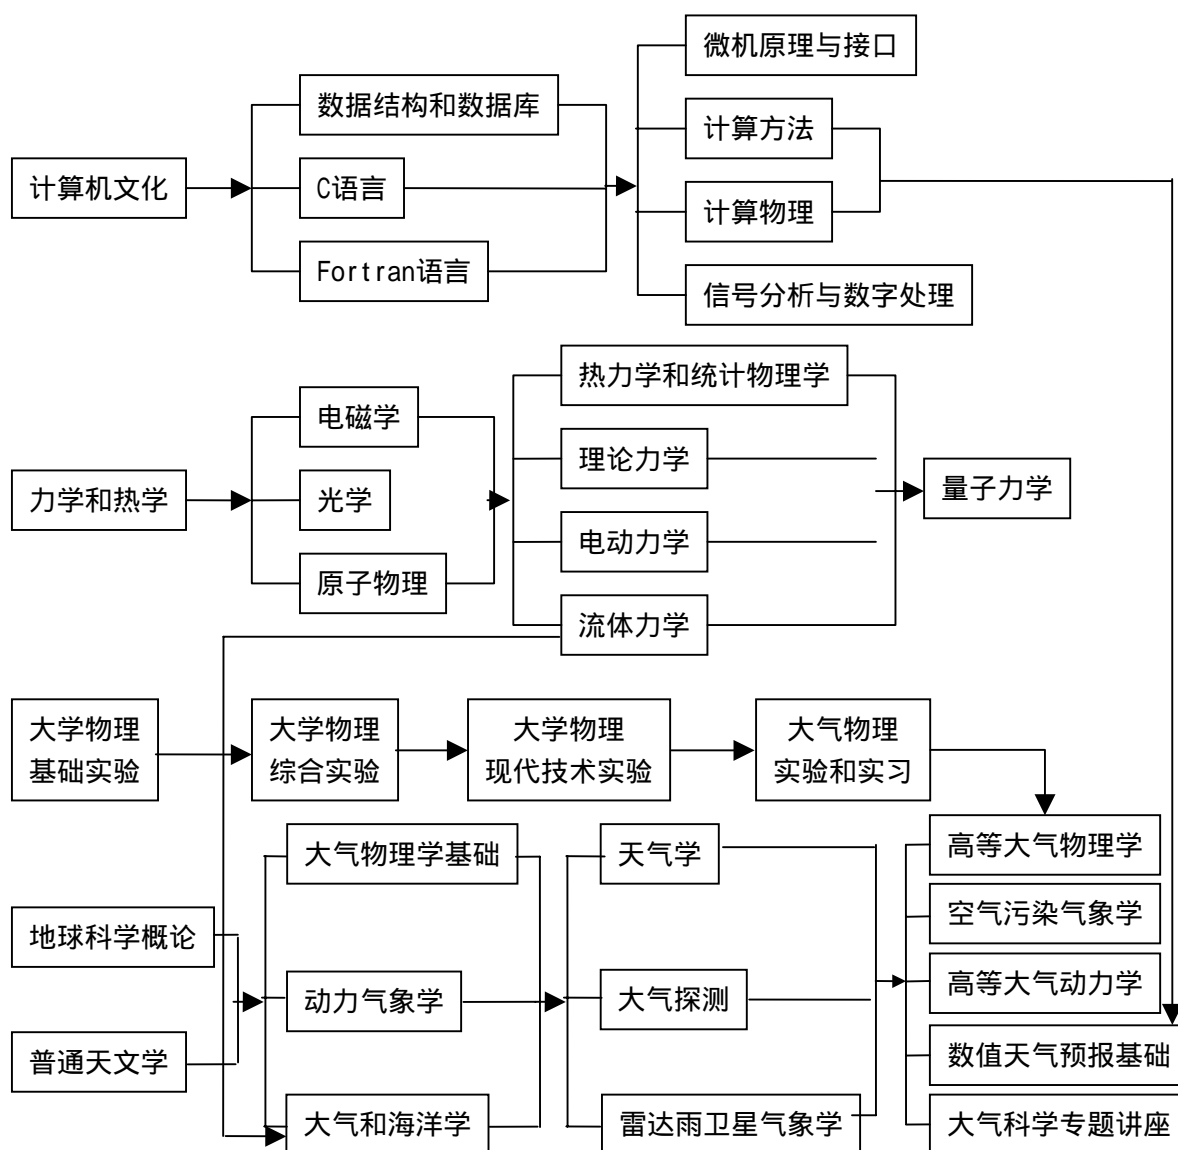 微机原理与接口
数据结构和数据库
计算方法
计算机文化
C语言
计算物理
Fortran语言
信号分析与数字处理
热力学和统计物理学
电磁学
理论力学
力学和热学
光学
量子力学
电动力学
原子物理
流体力学
大学物理
基础实验
大学物理
综合实验
大学物理
现代技术实验
大气物理
实验和实习
大气物理学基础
天气学
高等大气物理学
地球科学概论
空气污染气象学
动力气象学
大气探测
高等大气动力学
普通天文学
数值天气预报基础
大气和海洋学
雷达雨卫星气象学
大气科学专题讲座